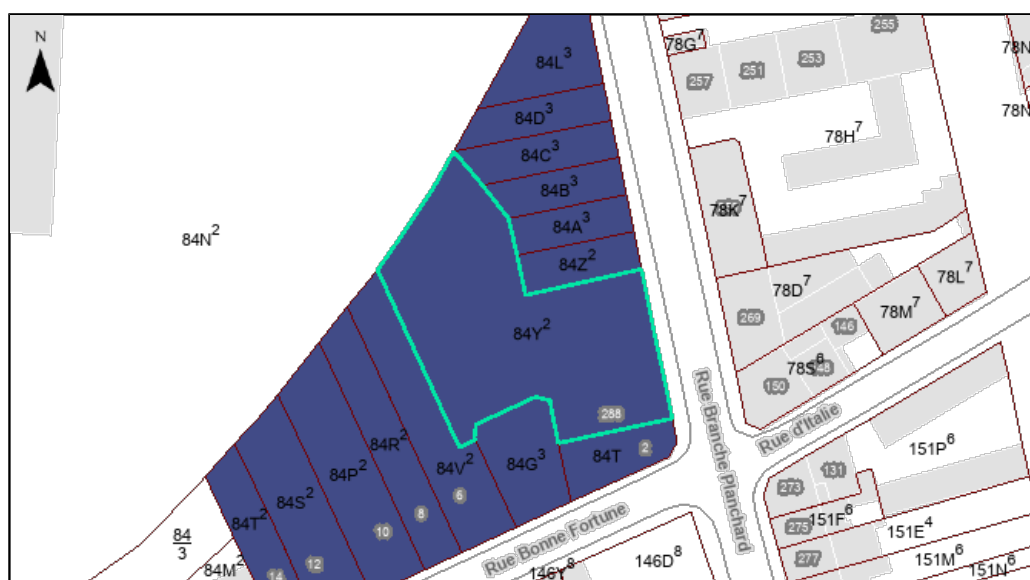 N
84L³
78G⁷
255
253
251
257
78N
84D³
78N
84C³
78H⁷
84B³
78K⁷
84A³
84N²
84Z²
78D⁷
78L⁷
78M⁷
269
146
84Y²
78S⁶
150
288
Rue Branche Planchard
Rue d'Italie
84R²
84V²
84G³
84T
2
151P⁶
84P²
131
6
273
84S²
8
151F⁶
275
84T²
10
Rue Bonne Fortune
151E⁴
84
3
277
12
146D⁸
151M⁶
84M²
14
146Y⁸
151N⁶